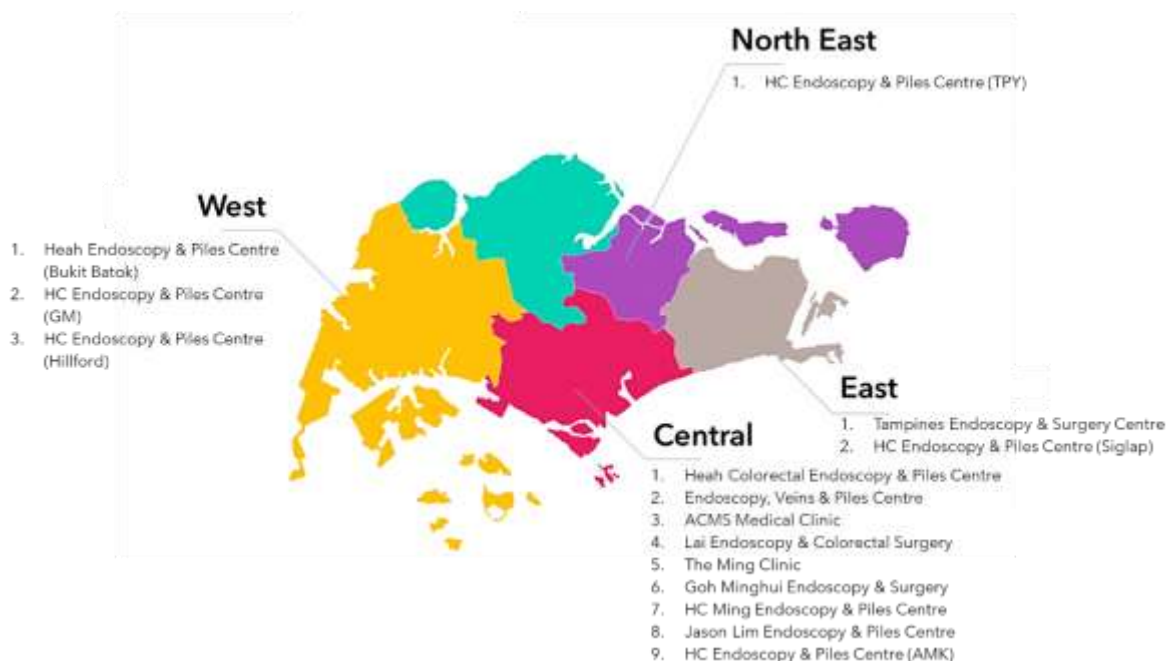 North East
1. HC Endoscopy & Piles Centre (TPY)
West
1. Heah Endoscopy & Piles Centre
(Bukit Batok)
2. HC Endoscopy & Piles Centre
(GM)
3. HC Endoscopy & Piles Centre
(Hillford)
East
1. Tampines Endoscopy & Surgery Centre
2. HC Endoscopy & Piles Centre (Siglap)
Central
1. Heah Colorectal Endoscopy & Piles Centre
2. Endoscopy, Veins & Piles Centre
3. ACMS Medical Clinic
4. Lai Endoscopy & Colorectal Surgery
5. The Ming Clinic
6. Goh Minghui Endoscopy & Surgery
7. HC Ming Endoscopy & Piles Centre
8. Jason Lim Endoscopy & Piles Centre
9. HC Endoscopy & Piles Centre (AMK)